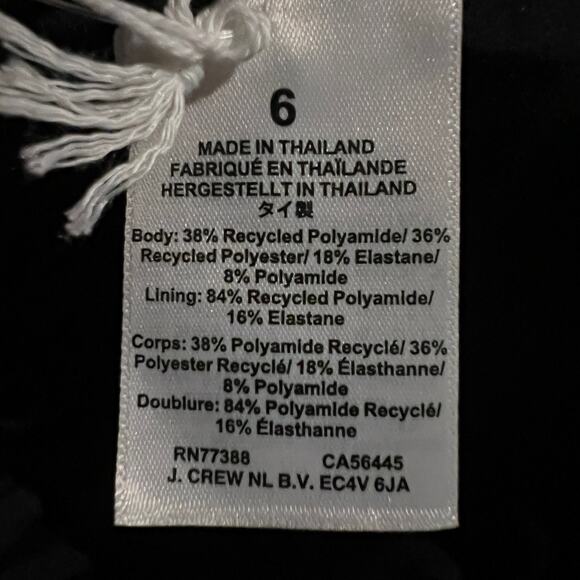 6
MADE IN THAILAND
FABRIQUÉ EN THAÏLANDE
HERGESTELLT IN THAILAND
タイ製
Body: 38% Recycled Polyamide/ 36%
Recycled Polyester/ 18% Elastane/
8% Polyamide
Lining: 84% Recycled Polyamide/
16% Elastane
Corps: 38% Polyamide Recyclé/ 36%
Polyester Recyclé/ 18% Élasthanne/
8% Polyamide
Doublure: 84% Polyamide Recyclé/
16% Élasthanne
RN77388 CA56445
J. CREW NL B.V. EC4V 6JA